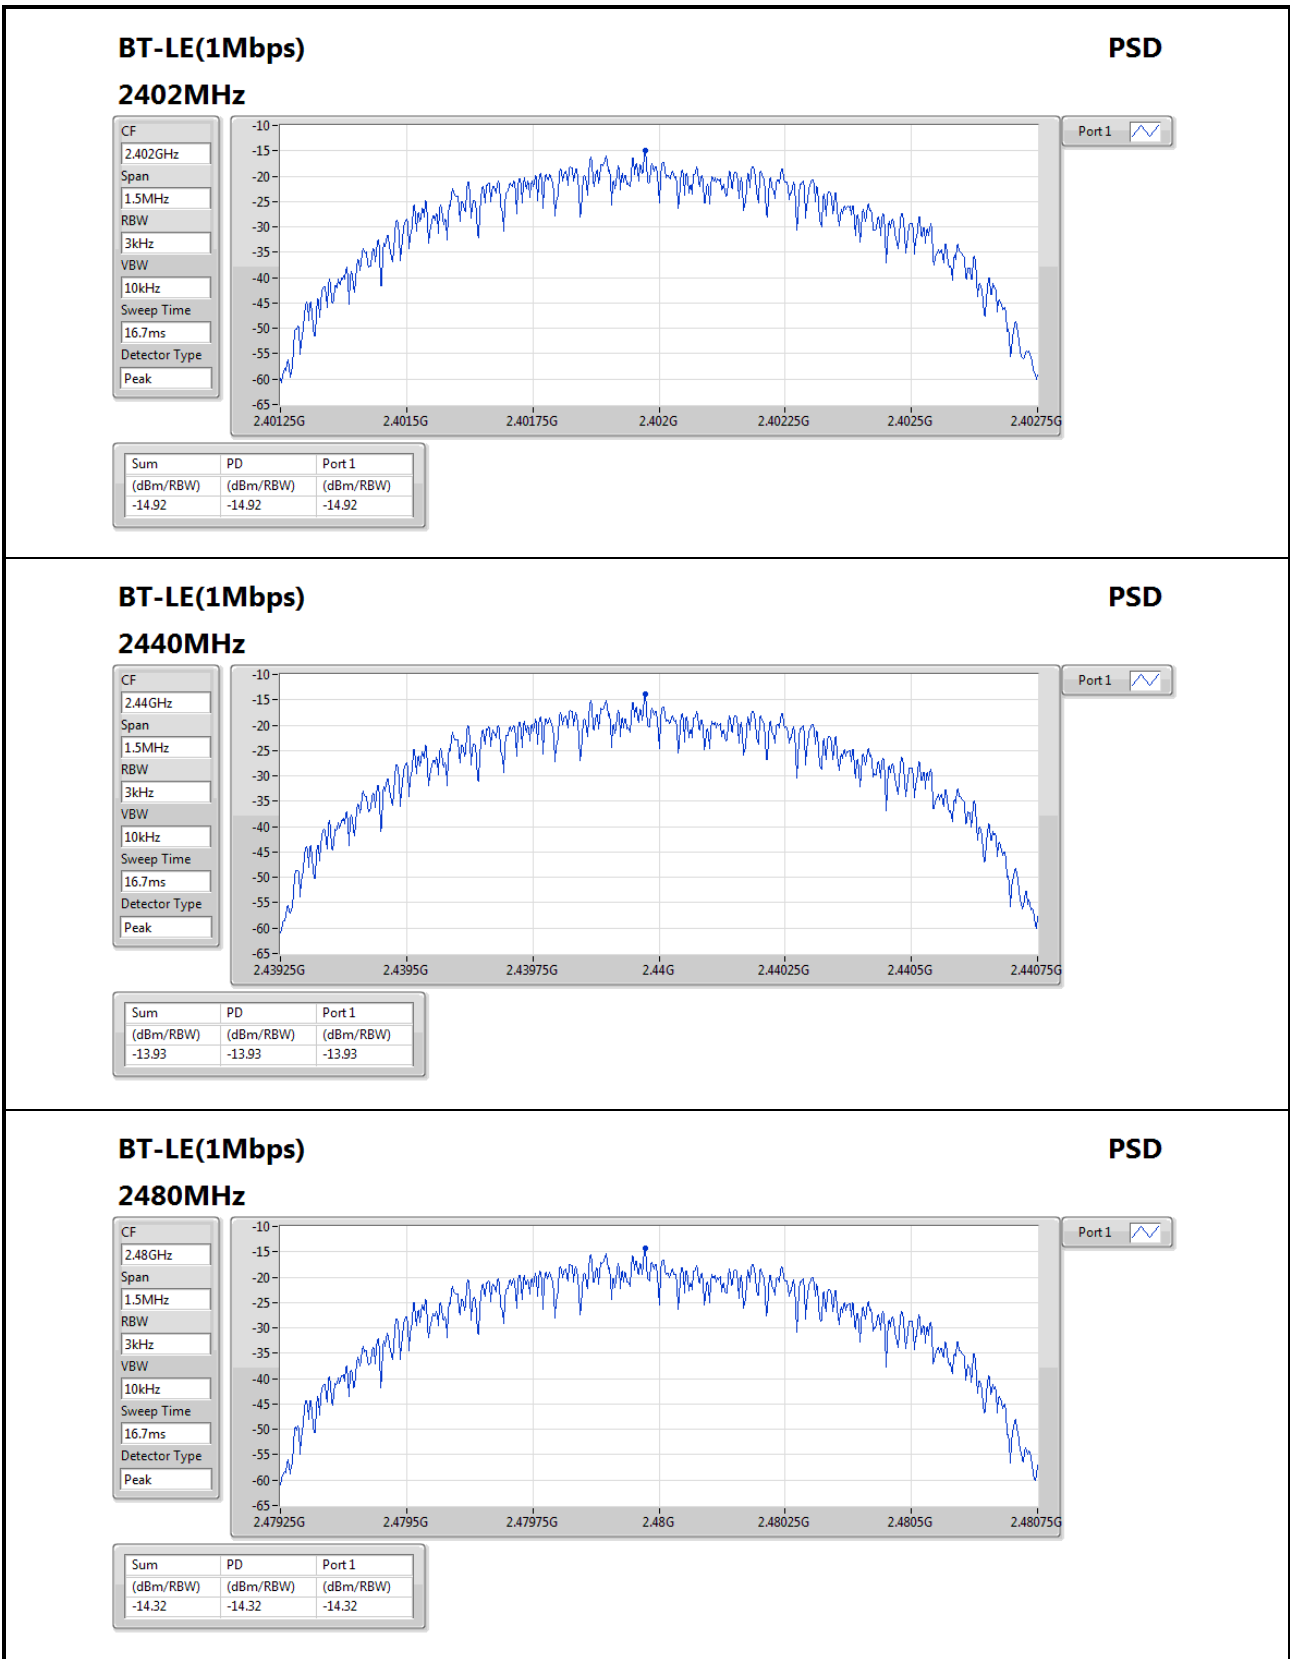 BT-LE(1Mbps) PSD
2402MHz
CF
2.402GHz
Span
1.5MHz
RBW
3kHz
VBW
10kHz
Sweep Time
16.7ms
Detector Type
Peak
-10
-15
-20
-25
-30
-35
-40
-45
-50
-55
-60
-65
2.40125G 2.4015G 2.40175G 2.402G 2.40225G 2.4025G 2.40275G
Port 1
Sum PD Port 1
(dBm/RBW) (dBm/RBW) (dBm/RBW)
-14.92 -14.92 -14.92
BT-LE(1Mbps) PSD
2440MHz
CF
2.44GHz
Span
1.5MHz
RBW
3kHz
VBW
10kHz
Sweep Time
16.7ms
Detector Type
Peak
-10
-15
-20
-25
-30
-35
-40
-45
-50
-55
-60
-65
2.43925G 2.4395G 2.43975G 2.44G 2.44025G 2.4405G 2.44075G
Port 1
Sum PD Port 1
(dBm/RBW) (dBm/RBW) (dBm/RBW)
-13.93 -13.93 -13.93
BT-LE(1Mbps) PSD
2480MHz
CF
2.48GHz
Span
1.5MHz
RBW
3kHz
VBW
10kHz
Sweep Time
16.7ms
Detector Type
Peak
-10
-15
-20
-25
-30
-35
-40
-45
-50
-55
-60
-65
2.47925G 2.4795G 2.47975G 2.48G 2.48025G 2.4805G 2.48075G
Port 1
Sum PD Port 1
(dBm/RBW) (dBm/RBW) (dBm/RBW)
-14.32 -14.32 -14.32